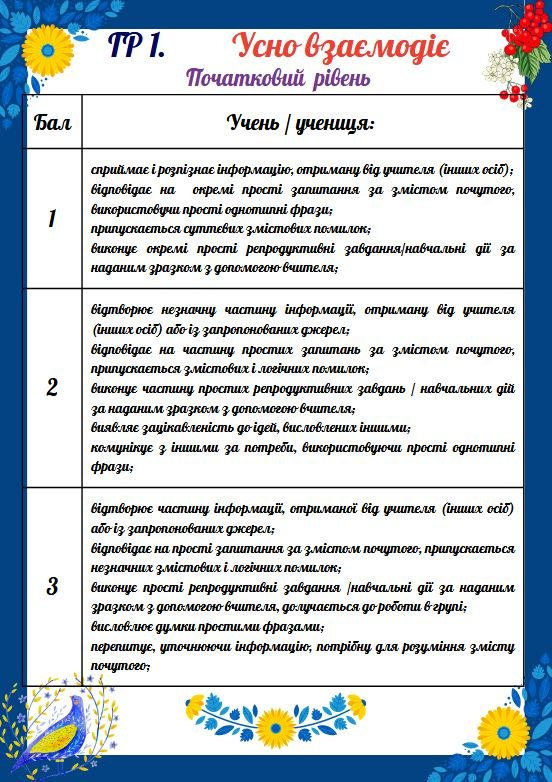 ГР 1. Усно взаємодіє
Початковий рівень
Бал
Учень / учениця:
1
сприймає і розпізнає інформацію, отриману від учителя (інших осіб);
відповідає на окремі прості запитання за змістом почутого,
використовучи прості однотипні фрази;
припускається суттєвих змістових помилок;
виконує окремі прості репродуктивні завдання/навчальні дії за
наданим зразком з допомогою вчителя;
2
відтворює незначну частину інформації, отриману від учителя
(інших осіб) або із запропонованих джерел;
відповідає на частину простих запитань за змістом почутого,
припускається змістових і логічних помилок;
виконує частину простих репродуктивних завдань / навчальних дій
за наданим зразком з допомогою вчителя;
виявляє зацікавленість до ідей, висловлених іншими;
комунікує з іншими за потреби, використовуючи прості однотипні
фрази;
3
відтворює частину інформації, отриманої від учителя (інших осіб)
або із запропонованих джерел;
відповідає на прості запитання за змістом почутого, припускається
незначних змістових і логічних помилок;
виконує прості репродуктивні завдання /навчальні дії за наданим
зразком з допомогою вчителя, долучається до роботи в групі;
висловлює думки простими фразами;
перепитує, уточнюючи інформацію, потрібну для розуміння змісту
почутого;